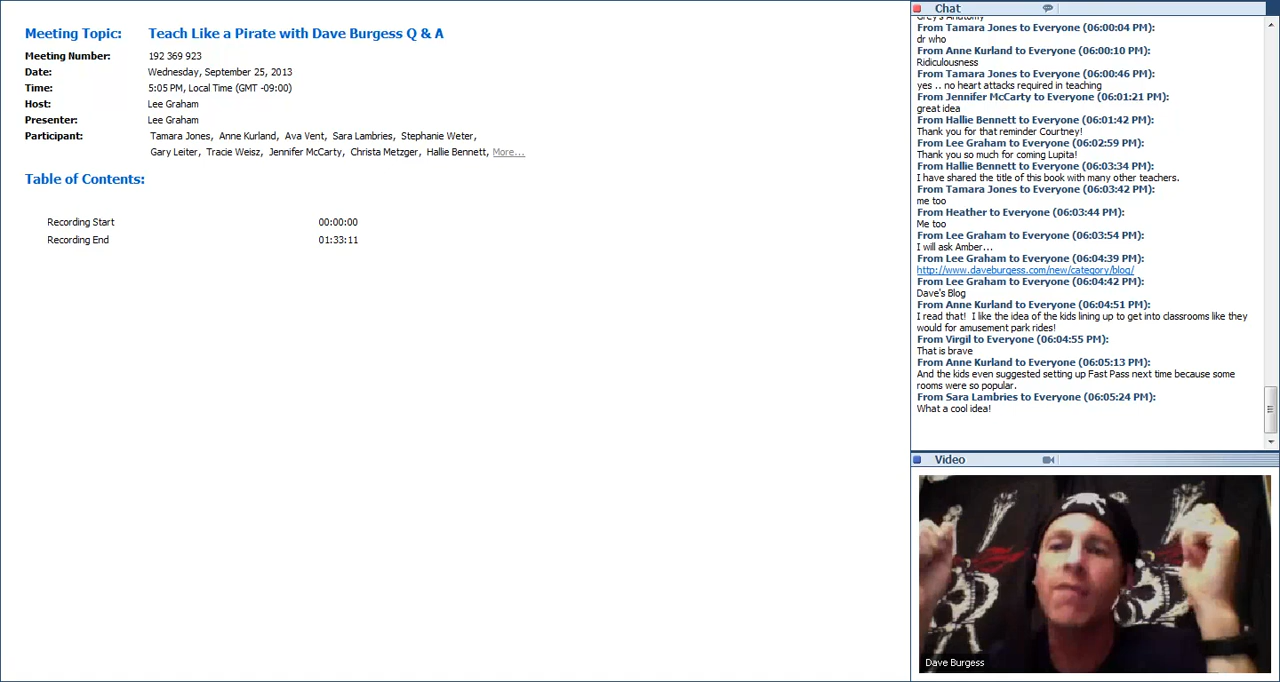 Meeting Topic: Teach Like a Pirate with Dave Burgess Q & A
Meeting Number: 192 369 923
Date: Wednesday, September 25, 2013
Time: 5:05 PM, Local Time (GMT -09:00)
Host: Lee Graham
Presenter: Lee Graham
Participant: Tamara Jones, Anne Kurland, Ava Vent, Sara Lambries, Stephanie Weter,
Gary Leiter, Tracie Weisz, Jennifer McCarty, Christa Metzger, Hallie Bennett, More...
Table of Contents:
Recording Start 00:00:00
Recording End 01:33:11
Chat
Grey's Anatomy
From Tamara Jones to Everyone (06:00:04 PM):
dr who
From Anne Kurland to Everyone (06:00:10 PM):
Ridiculousness
From Tamara Jones to Everyone (06:00:46 PM):
yes .. no heart attacks required in teaching
From Jennifer McCarty to Everyone (06:01:21 PM):
great idea
From Hallie Bennett to Everyone (06:01:42 PM):
Thank you for that reminder Courtney!
From Lee Graham to Everyone (06:02:59 PM):
Thank you so much for coming Lupita!
From Hallie Bennett to Everyone (06:03:34 PM):
I have shared the title of this book with many other teachers.
From Tamara Jones to Everyone (06:03:42 PM):
me too
From Heather to Everyone (06:03:44 PM):
Me too
From Lee Graham to Everyone (06:03:54 PM):
I will ask Amber...
From Lee Graham to Everyone (06:04:39 PM):
http://www.daveburgess.com/new/category/blog/
From Lee Graham to Everyone (06:04:42 PM):
Dave's Blog
From Anne Kurland to Everyone (06:04:51 PM):
I read that! I like the idea of the kids lining up to get into classrooms like they
would for amusement park rides!
From Virgil to Everyone (06:04:55 PM):
That is brave
From Anne Kurland to Everyone (06:05:13 PM):
And the kids even suggested setting up Fast Pass next time because some
rooms were so popular.
From Sara Lambries to Everyone (06:05:24 PM):
What a cool idea!
Video
Dave Burgess